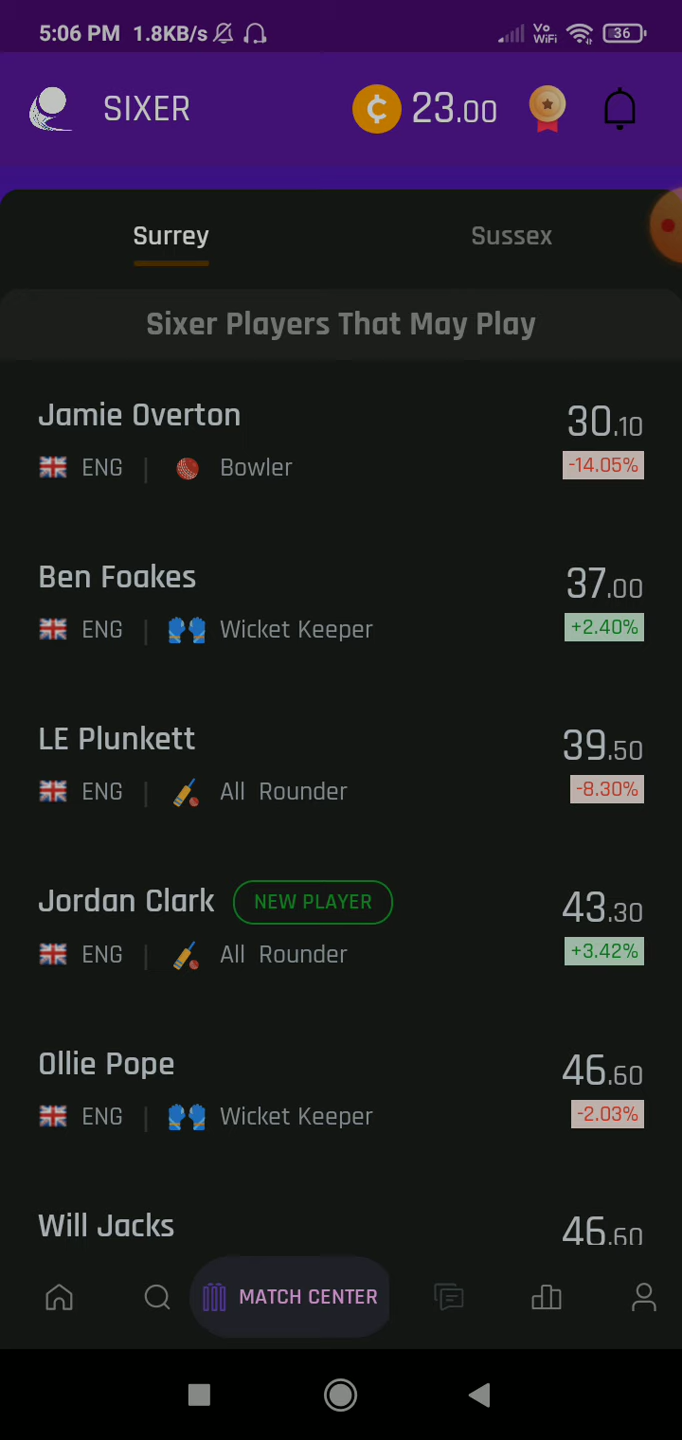 5:06 PM 1.8KB/s Vo WiFi 36
SIXER ¢ 23.00
Surrey Sussex
Sixer Players That May Play
Jamie Overton 30.10
ENG | Bowler -14.05%
Ben Foakes 37.00
ENG | Wicket Keeper +2.40%
LE Plunkett 39.50
ENG | All Rounder -8.30%
Jordan Clark NEW PLAYER 43.30
ENG | All Rounder +3.42%
Ollie Pope 46.60
ENG | Wicket Keeper -2.03%
Will Jacks 46.60
MATCH CENTER